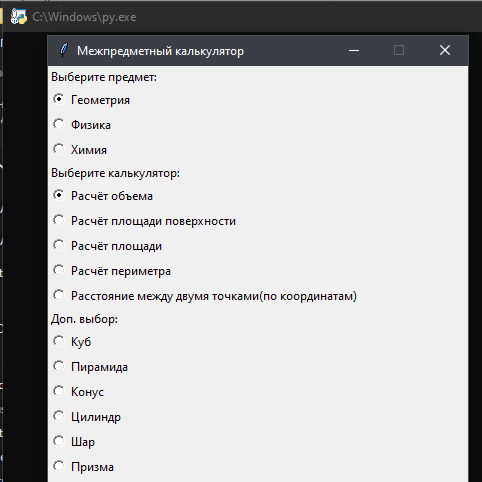 C:\Windows\py.exe
Межпредметный калькулятор
Выберите предмет:
Геометрия
Физика
Химия
Выберите калькулятор:
Расчёт объема
Расчёт площади поверхности
Расчёт площади
Расчёт периметра
Расстояние между двумя точками(по координатам)
Доп. выбор:
Куб
Пирамида
Конус
Цилиндр
Шар
Призма